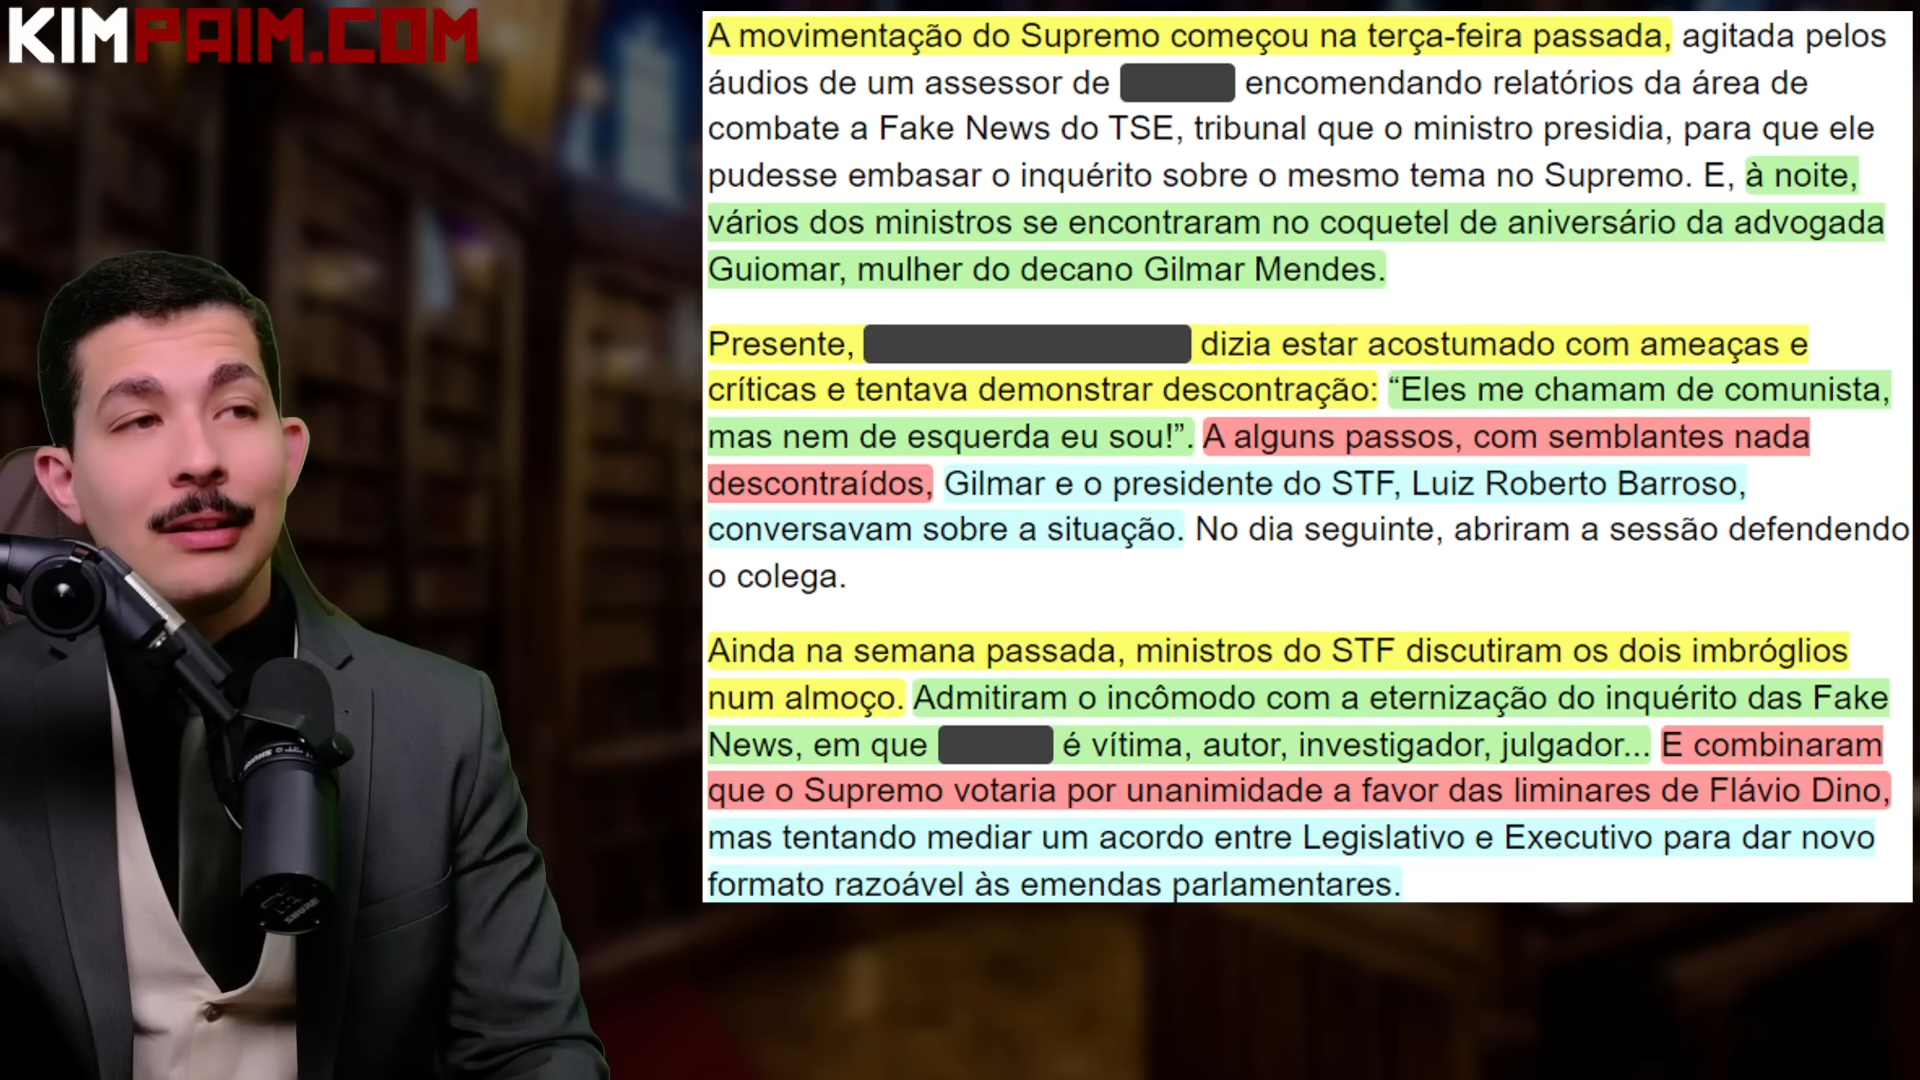 KIMPAIM.COM
A movimentação do Supremo começou na terça-feira passada, agitada pelos
áudios de um assessor de encomendando relatórios da área de
combate a Fake News do TSE, tribunal que o ministro presidia, para que ele
pudesse embasar o inquérito sobre o mesmo tema no Supremo. E, à noite,
vários dos ministros se encontraram no coquetel de aniversário da advogada
Guiomar, mulher do decano Gilmar Mendes.
Presente, dizia estar acostumado com ameaças e
críticas e tentava demonstrar descontração: “Eles me chamam de comunista,
mas nem de esquerda eu sou!”. A alguns passos, com semblantes nada
descontraídos, Gilmar e o presidente do STF, Luiz Roberto Barroso,
conversavam sobre a situação. No dia seguinte, abriram a sessão defendendo
o colega.
Ainda na semana passada, ministros do STF discutiram os dois imbróglios
num almoço. Admitiram o incômodo com a eternização do inquérito das Fake
News, em que é vítima, autor, investigador, julgador... E combinaram
que o Supremo votaria por unanimidade a favor das liminares de Flávio Dino,
mas tentando mediar um acordo entre Legislativo e Executivo para dar novo
formato razoável às emendas parlamentares.
SHURE